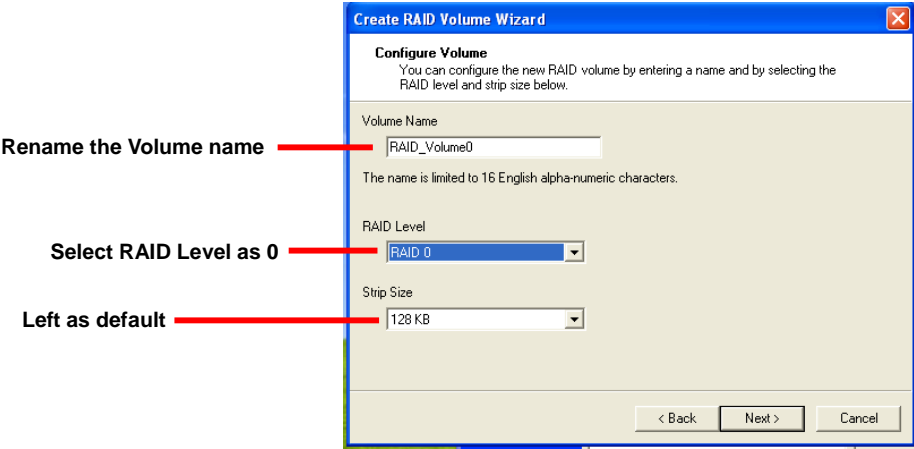 Create RAID Volume Wizard
Configure Volume
You can configure the new RAID volume by entering a name and by selecting the
RAID level and strip size below.
Volume Name
Rename the Volume name
RAID_Volume0
The name is limited to 16 English alpha-numeric characters.
RAID Level
Select RAID Level as 0
RAID 0
Strip Size
Left as default
128 KB
< Back
Next >
Cancel